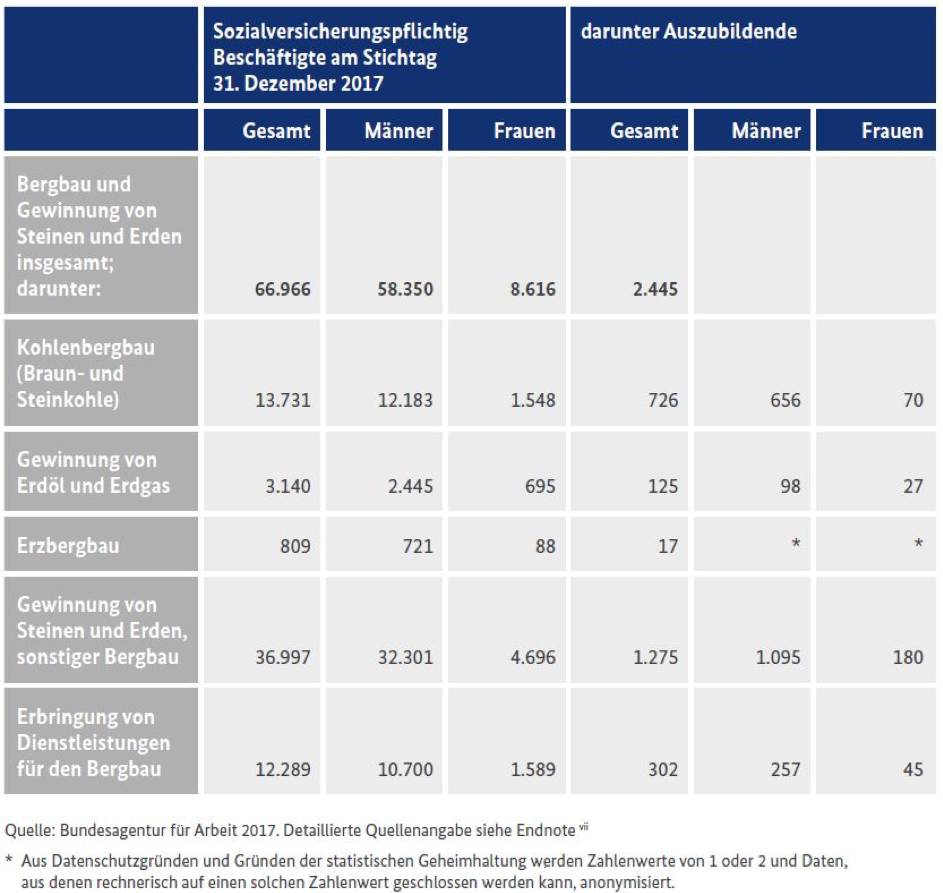 Sozialversicherungspflichtig
Beschäftigte am Stichtag
31. Dezember 2017
darunter Auszubildende
Gesamt Männer Frauen Gesamt Männer Frauen
Bergbau und
Gewinnung von
Steinen und Erden
insgesamt;
darunter: 66.966 58.350 8.616 2.445
Kohlenbergbau
(Braun- und
Steinkohle) 13.731 12.183 1.548 726 656 70
Gewinnung von
Erdöl und Erdgas 3.140 2.445 695 125 98 27
Erzbergbau 809 721 88 17 * *
Gewinnung von
Steinen und Erden,
sonstiger Bergbau 36.997 32.301 4.696 1.275 1.095 180
Erbringung von
Dienstleistungen
für den Bergbau 12.289 10.700 1.589 302 257 45
Quelle: Bundesagentur für Arbeit 2017. Detaillierte Quellenangabe siehe Endnote vii
* Aus Datenschutzgründen und Gründen der statistischen Geheimhaltung werden Zahlenwerte von 1 oder 2 und Daten,
aus denen rechnerisch auf einen solchen Zahlenwert geschlossen werden kann, anonymisiert.